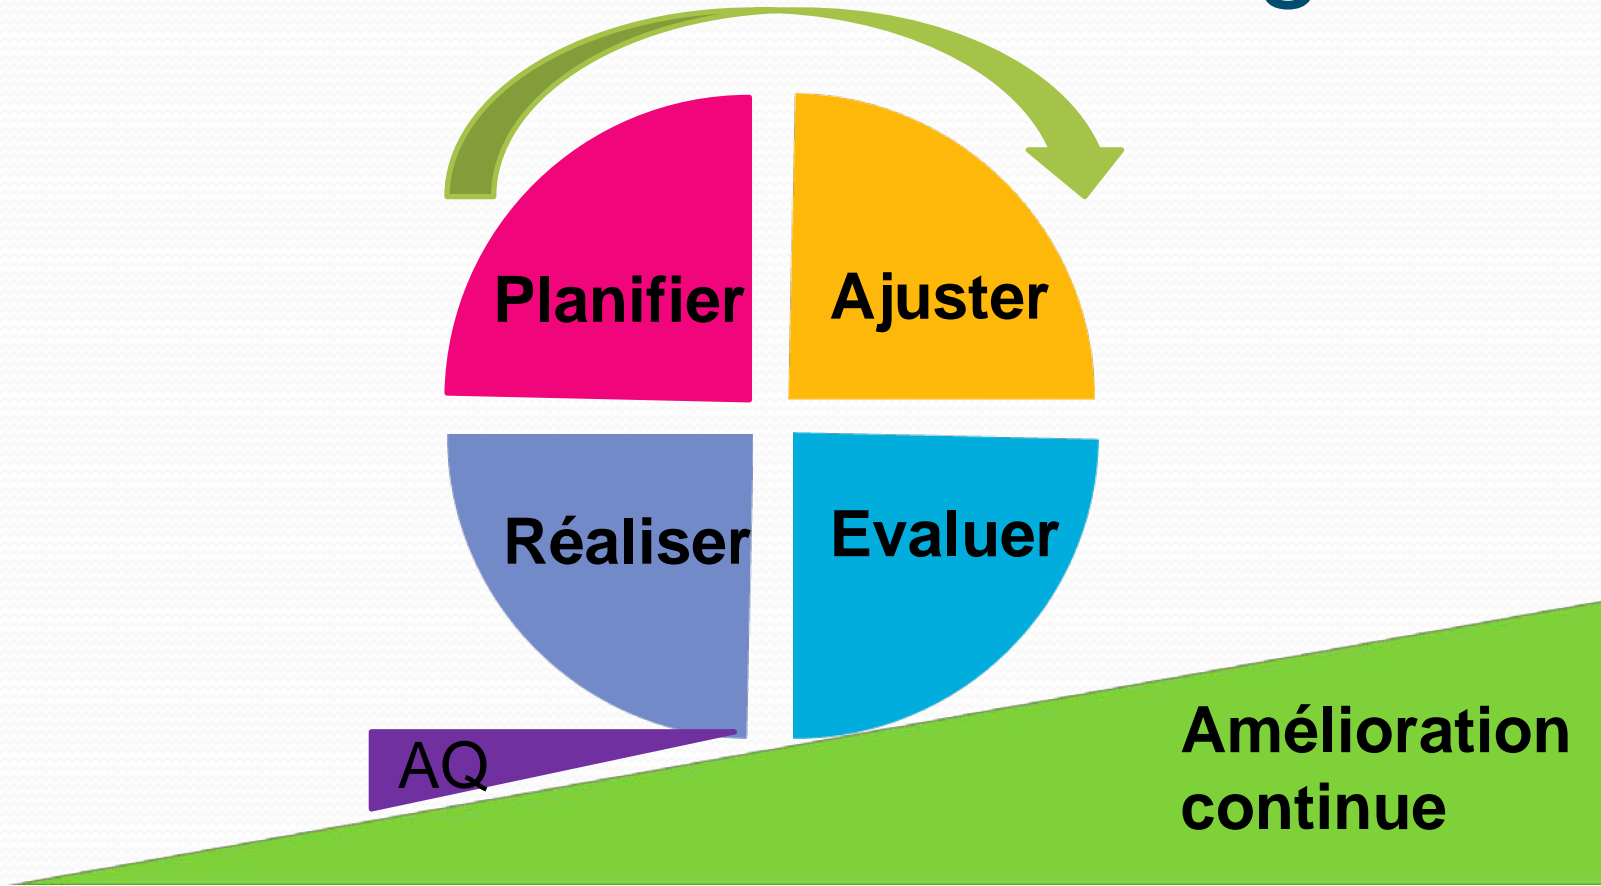 g
Planifier
Ajuster
Réaliser
Evaluer
AQ
Amélioration
continue